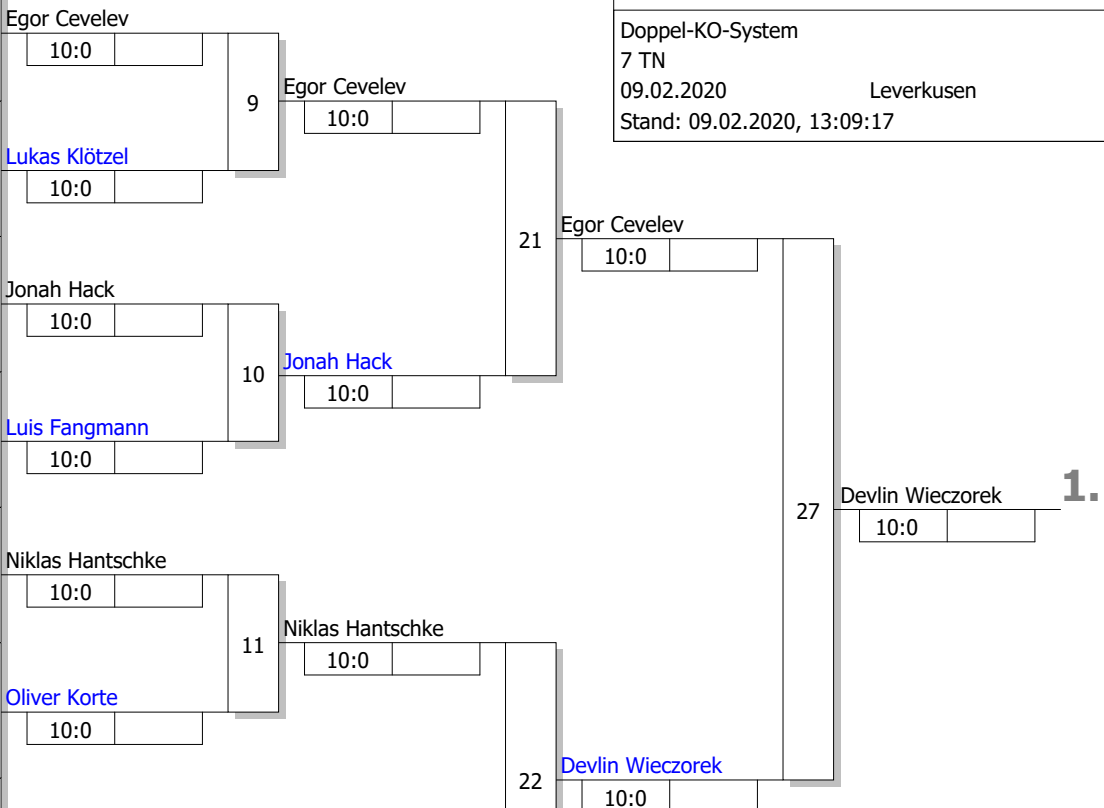 Doppel-KO-System
7 TN
09.02.2020 Leverkusen
Stand: 09.02.2020, 13:09:17
Egor Cevelev
10:0
9
Egor Cevelev
10:0
Lukas Klötzel
10:0
21
Egor Cevelev
10:0
Jonah Hack
10:0
10
Jonah Hack
10:0
Luis Fangmann
10:0
27
Devlin Wieczorek
1.
10:0
Niklas Hantschke
10:0
11
Niklas Hantschke
10:0
Oliver Korte
10:0
22
Devlin Wieczorek
10:0